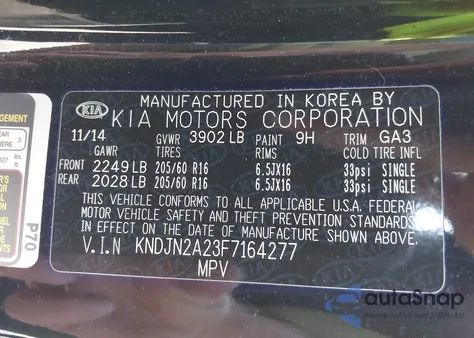 MANUFACTURED IN KOREA BY
KIA KIA MOTORS CORPORATION
11/14 GVWR 3902 LB PAINT 9H TRIM GA3
GAWR TIRES RIMS COLD TIRE INFL
FRONT 2249 LB 205/60 R16 6.5JX16 33psi SINGLE
REAR 2028 LB 205/60 R16 6.5JX16 33psi SINGLE
THIS VEHICLE CONFORMS TO ALL APPLICABLE U.S.A. FEDERAL
MOTOR VEHICLE SAFETY AND THEFT PREVENTION STANDARDS
IN EFFECT ON THE DATE OF MANUFACTURE SHOWN ABOVE.
V.I.N KNDJN2A23F7164277
MPV
P70
autoSnap